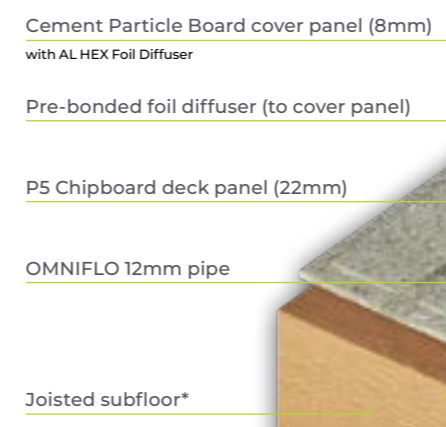 Cement Particle Board cover panel (8mm)
with AL HEX Foil Diffuser
Pre-bonded foil diffuser (to cover panel)
P5 Chipboard deck panel (22mm)
OMNIFLO 12mm pipe
Joisted subfloor*